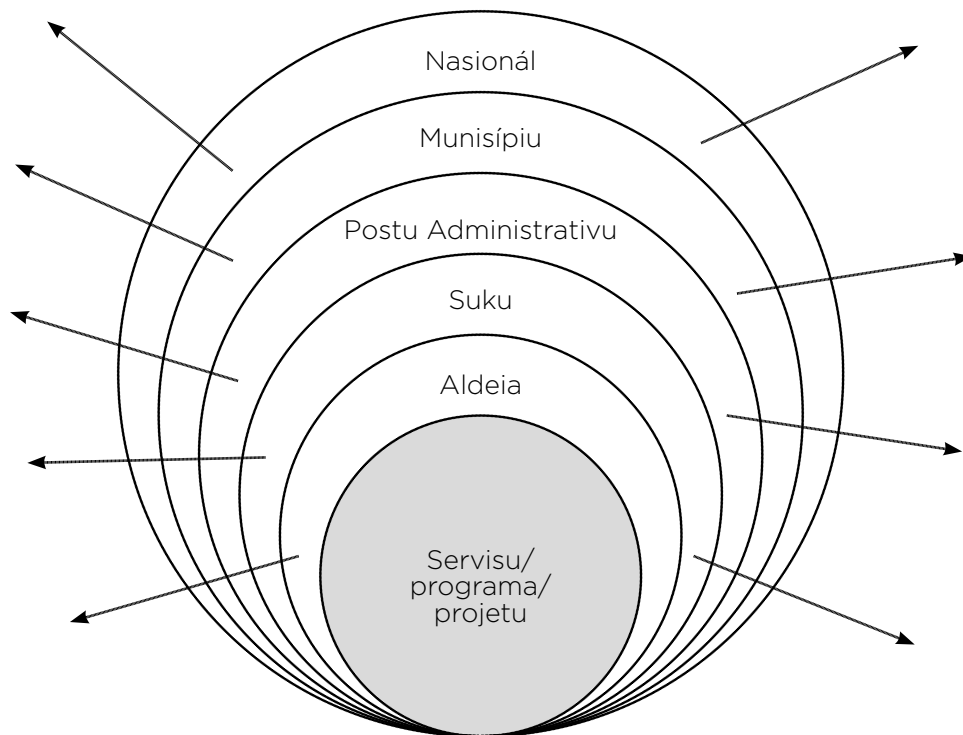 Nasionál
Munisípiu
Postu Administrativu
Suku
Aldeia
Servisu/
programa/
projetu